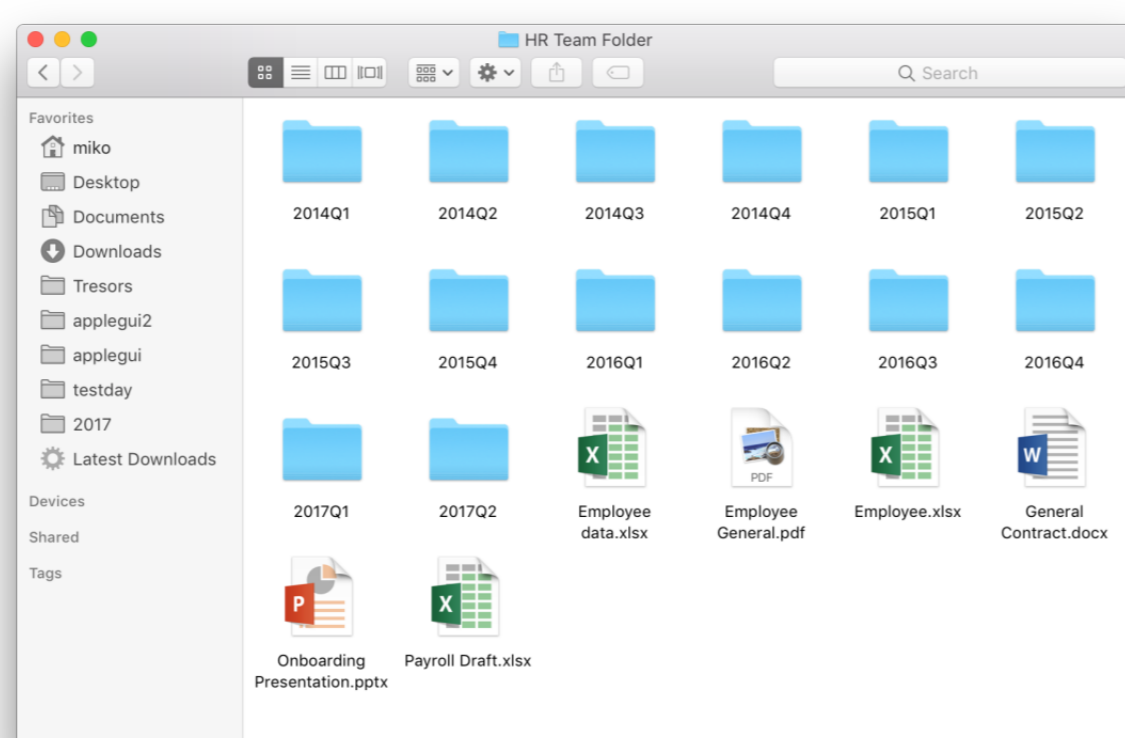 HR Team Folder
Search
Favorites
miko
Desktop
Documents
Downloads
Tresors
applegui2
applegui
testday
2017
Latest Downloads
Devices
Shared
Tags
2014Q1 2014Q2 2014Q3 2014Q4 2015Q1 2015Q2
2015Q3 2015Q4 2016Q1 2016Q2 2016Q3 2016Q4
X PDF X W
2017Q1 2017Q2 Employee Employee Employee.xlsx General
data.xlsx General.pdf Contract.docx
P X
Onboarding Payroll Draft.xlsx
Presentation.pptx